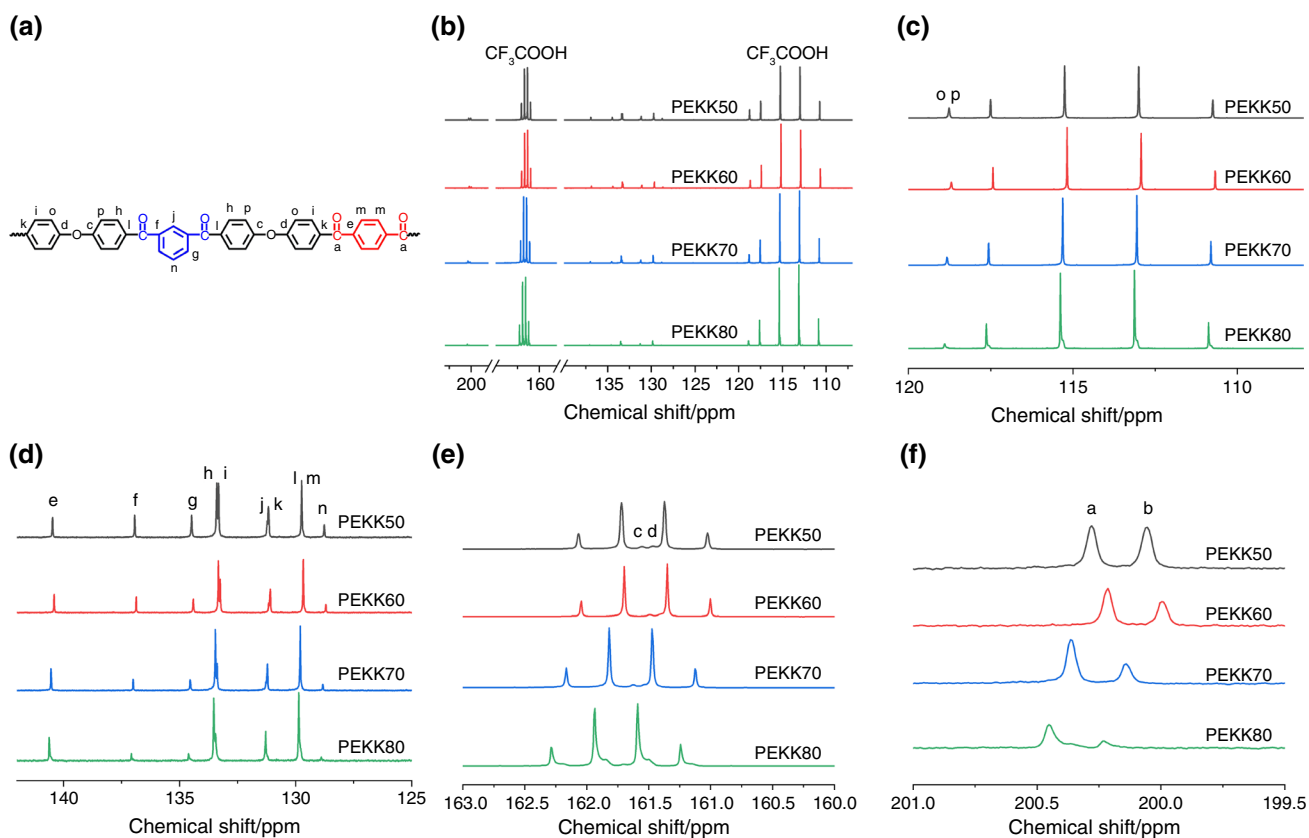 (a)
i o p h j h p o i m m
k d c l f l c d k e
O O O O O O
n g a a
(b)
CF₃COOH CF₃COOH
PEKK50
PEKK60
PEKK70
PEKK80
200 160 135 130 120 115 110
Chemical shift/ppm
(c)
o p
PEKK50
PEKK60
PEKK70
PEKK80
120 115 110
Chemical shift/ppm
(d)
h i l m
e f g j k n
PEKK50
PEKK60
PEKK70
PEKK80
140 135 130 125
Chemical shift/ppm
(e)
c d
PEKK50
PEKK60
PEKK70
PEKK80
163.0 162.5 162.0 161.5 161.0 160.5 160.0
Chemical shift/ppm
(f)
a b
PEKK50
PEKK60
PEKK70
PEKK80
201.0 200.5 200.0 199.5
Chemical shift/ppm